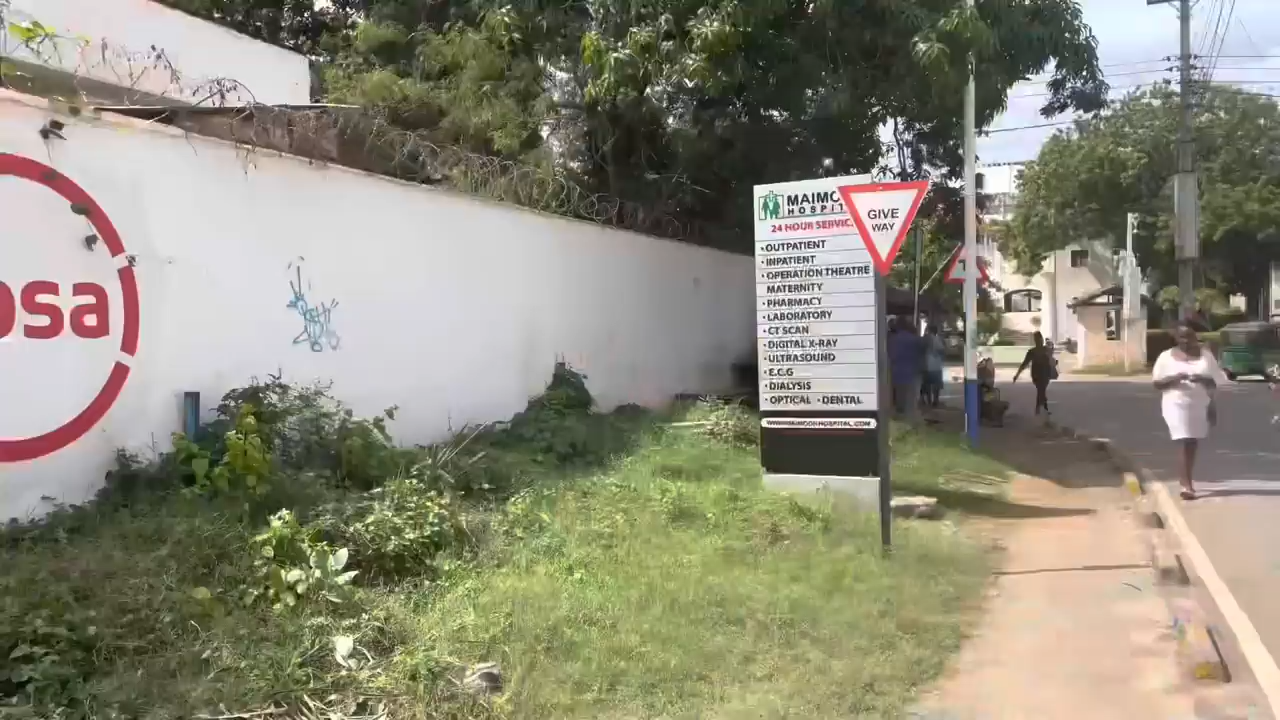 osa
MAIMO
HOSPIT
24 HOUR SERVIC
• OUTPATIENT
• INPATIENT
• OPERATION THEATRE
MATERNITY
• PHARMACY
• LABORATORY
• CT SCAN
• DIGITAL X-RAY
• ULTRASOUND
• E.C.G
• DIALYSIS
• OPTICAL • DENTAL
GIVE
WAY